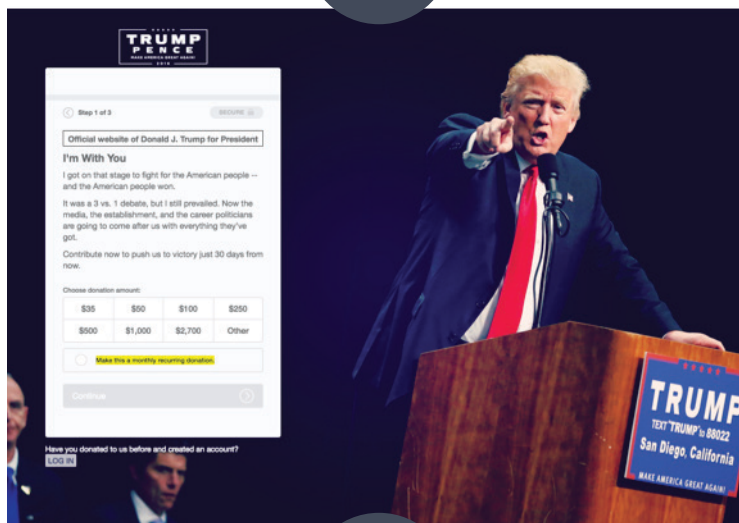 TRUMP
PENCE
MAKE AMERICA GREAT AGAIN!
2016
Step 1 of 3
SECURE
Official website of Donald J. Trump for President
I'm With You
I got on that stage to fight for the American people --
and the American people won.
It was a 3 vs. 1 debate, but I still prevailed. Now the
media, the establishment, and the career politicians
are going to come after us with everything they've
got.
Contribute now to push us to victory just 30 days from
now.
Choose donation amount:
$35 $50 $100 $250
$500 $1,000 $2,700 Other
Make this a monthly recurring donation.
Continue
Have you donated to us before and created an account?
LOG IN
TRUMP
TEXT "TRUMP" to 88022
San Diego, California
MAKE AMERICA GREAT AGAIN!